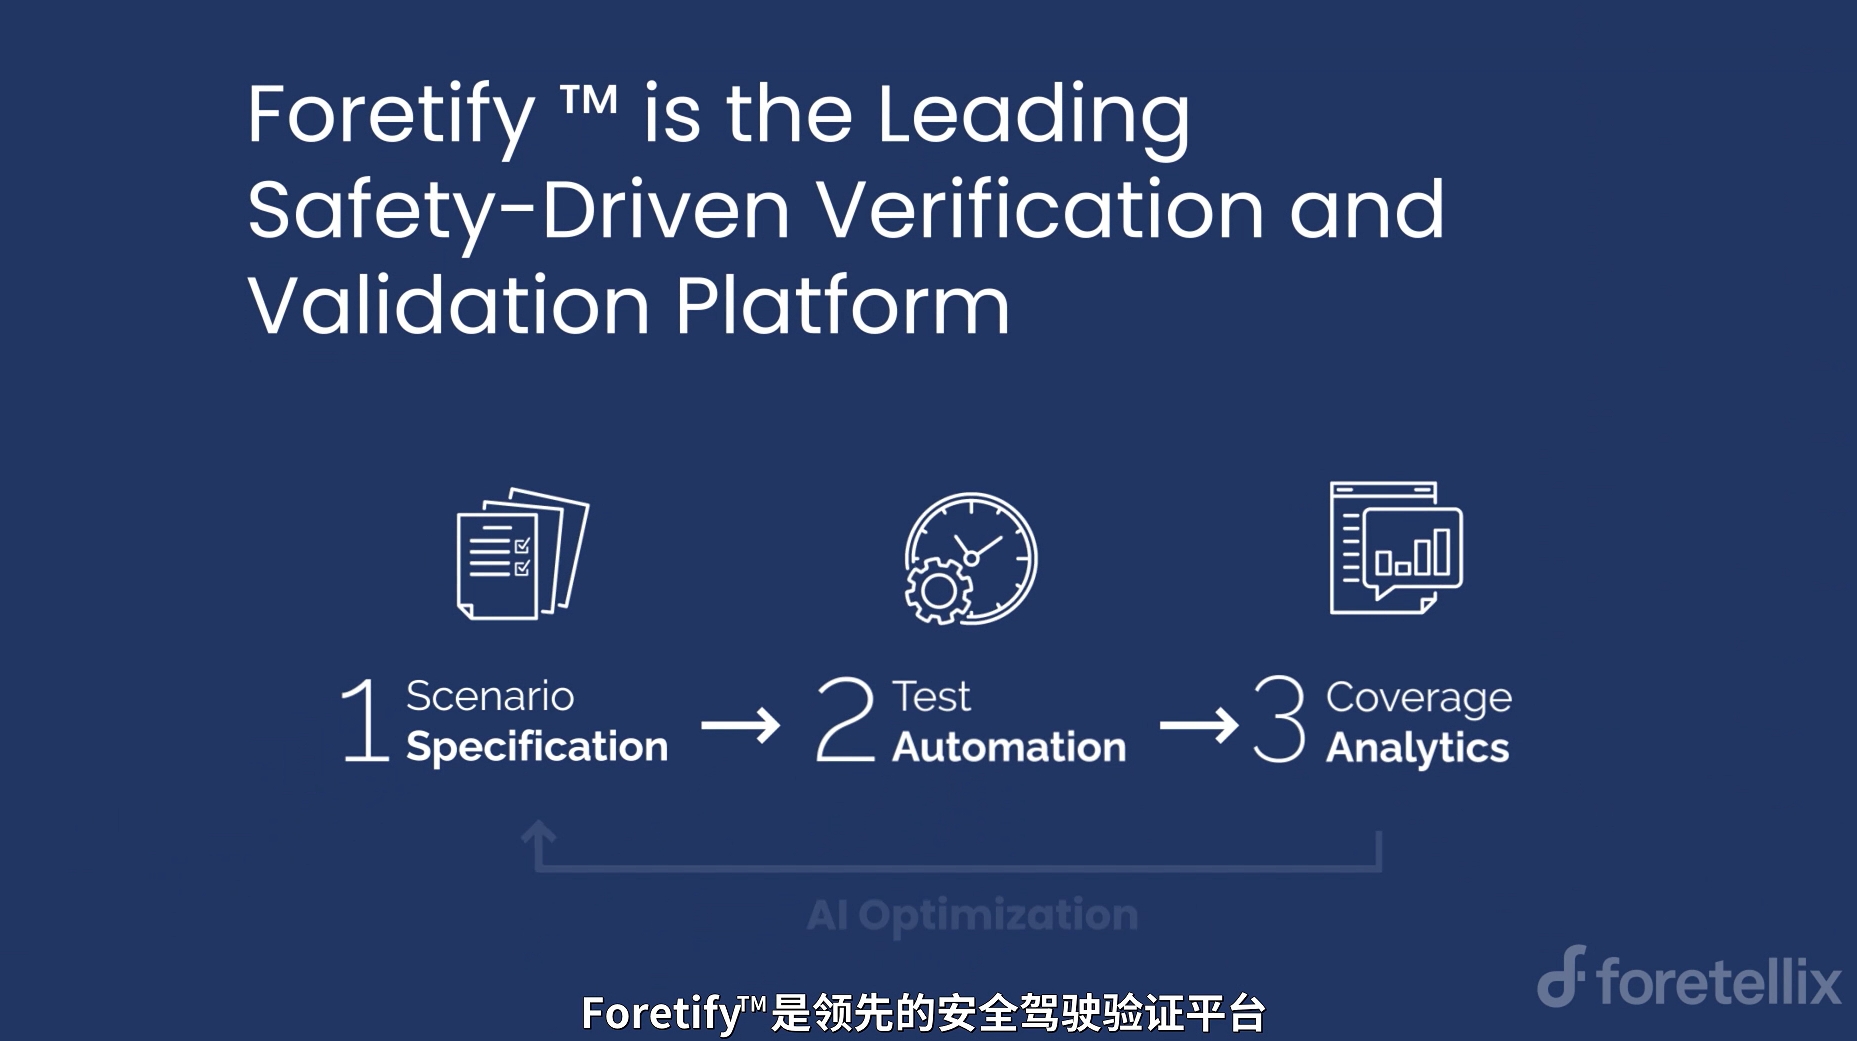 Foretify ™ is the Leading
Safety-Driven Verification and
Validation Platform
1 Scenario
Specification
2 Test
Automation
3 Coverage
Analytics
AI Optimization
foretellix
Foretify™是领先的安全驾驶验证平台